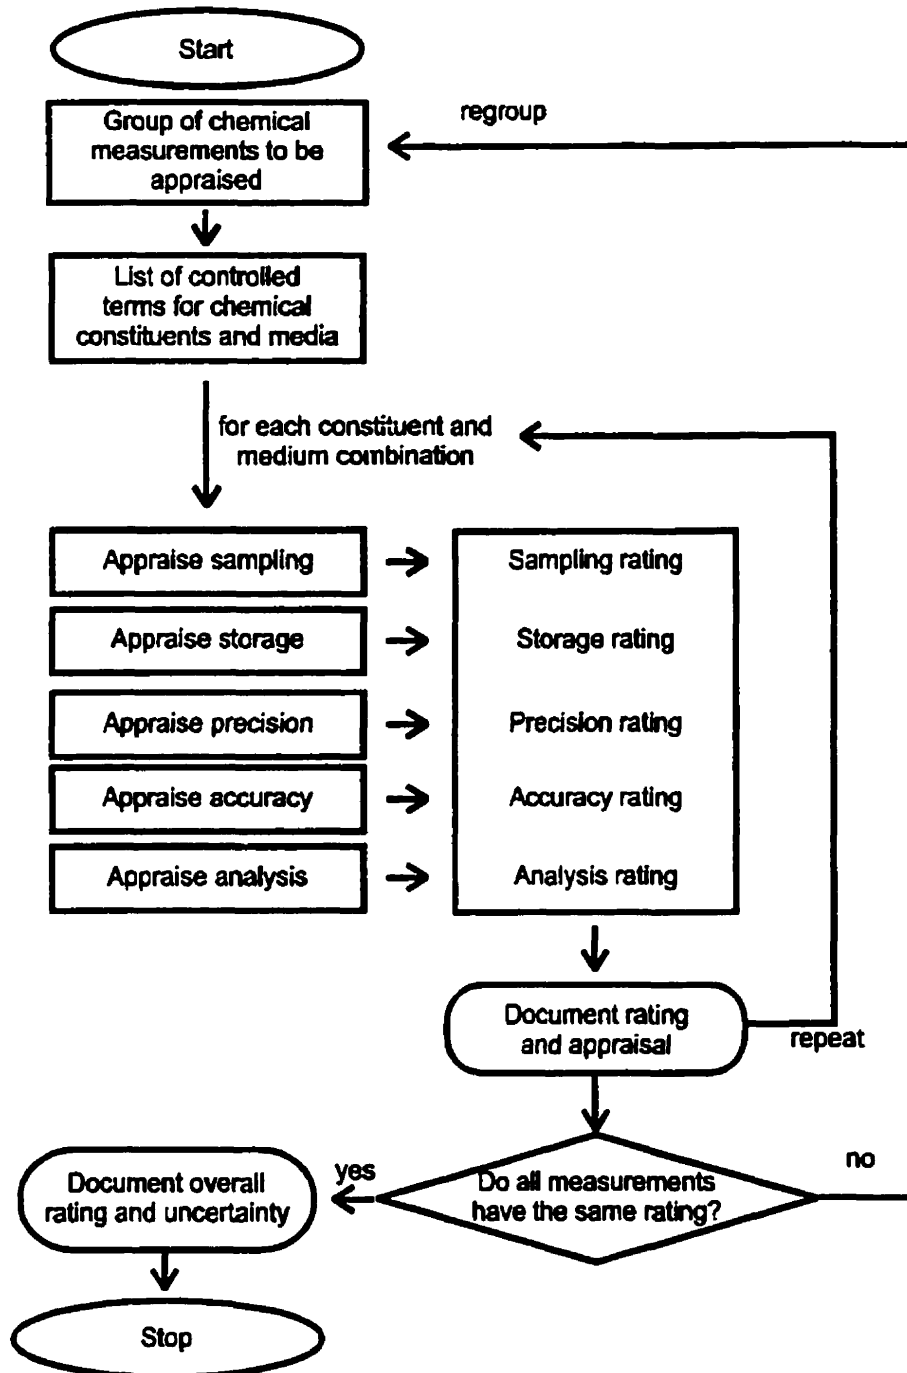 Start
regroup
Group of chemical
measurements to be
appraised
List of controlled
terms for chemical
constituents and media
for each constituent and
medium combination
Appraise sampling
Sampling rating
Appraise storage
Storage rating
Appraise precision
Precision rating
Appraise accuracy
Accuracy rating
Appraise analysis
Analysis rating
Document rating
and appraisal
repeat
Do all measurements
have the same rating?
no
yes
Document overall
rating and uncertainty
Stop